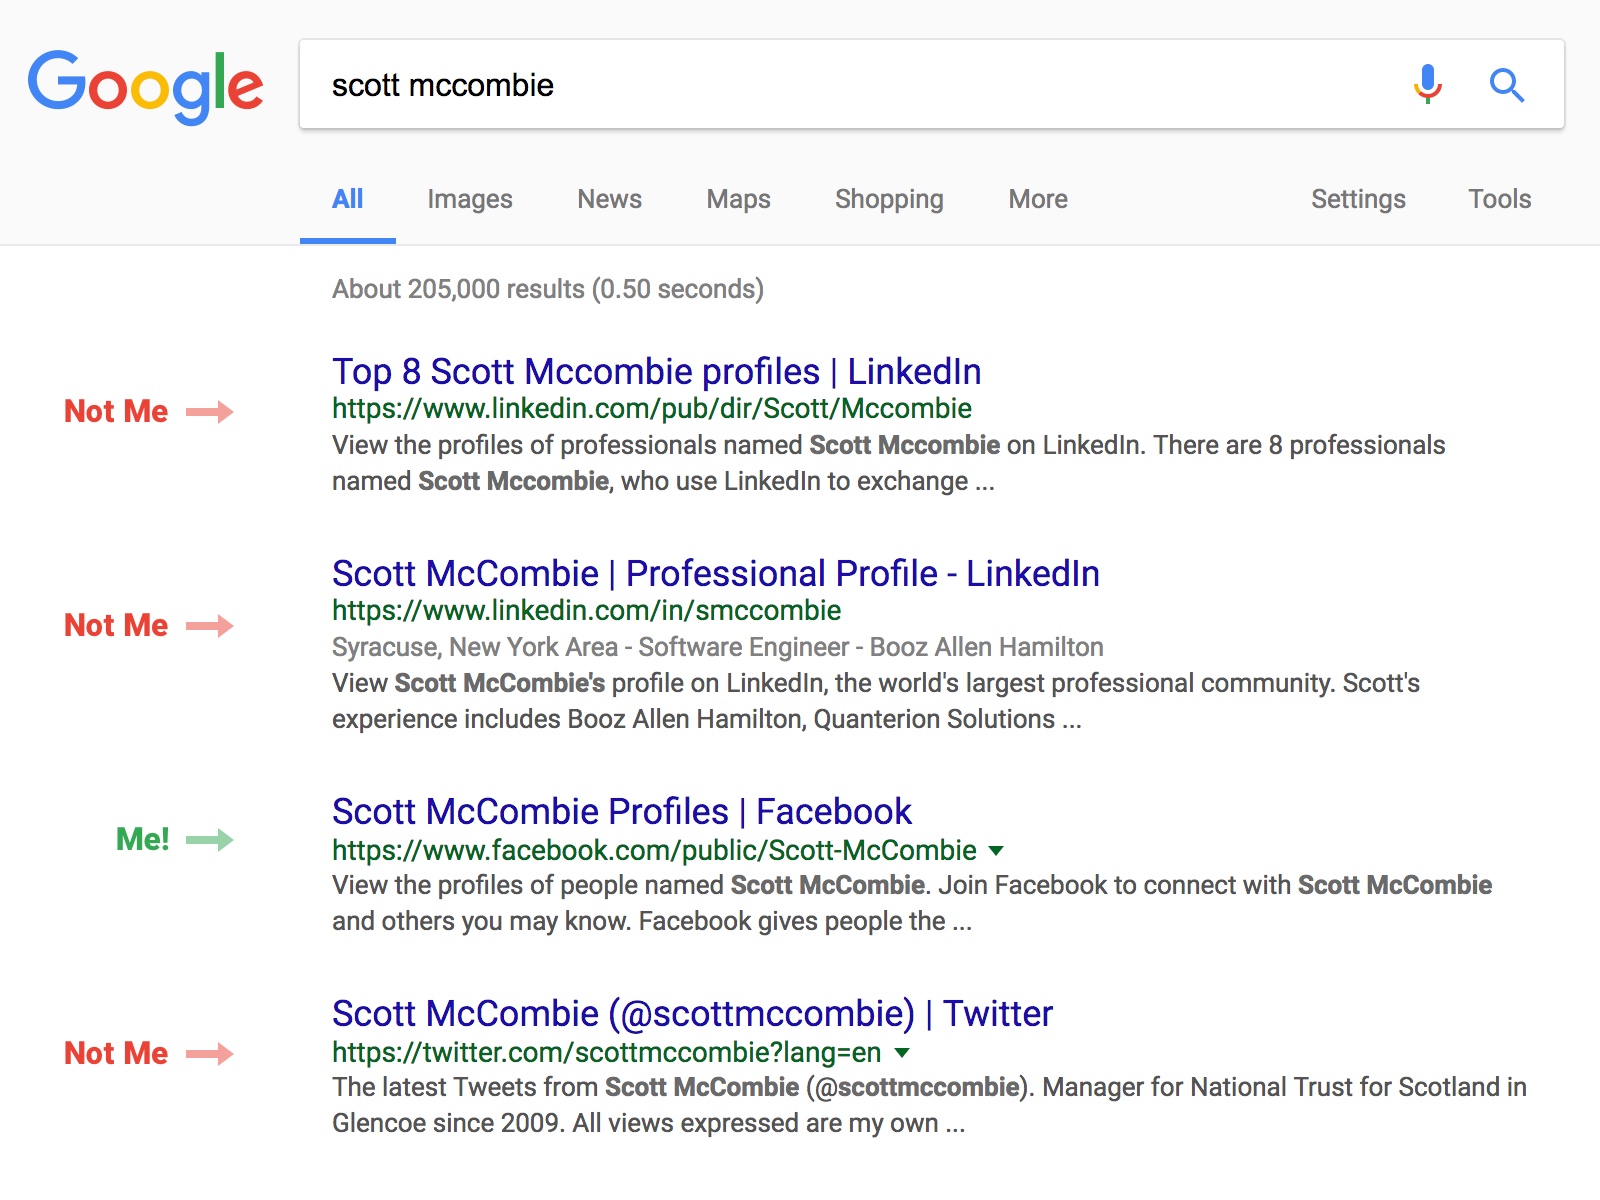 Google
scott mccombie
All Images News Maps Shopping More Settings Tools
About 205,000 results (0.50 seconds)
Top 8 Scott Mccombie profiles | LinkedIn
Not Me
https://www.linkedin.com/pub/dir/Scott/Mccombie
View the profiles of professionals named Scott Mccombie on LinkedIn. There are 8 professionals
named Scott Mccombie, who use LinkedIn to exchange ...
Scott McCombie | Professional Profile - LinkedIn
https://www.linkedin.com/in/smccombie
Not Me
Syracuse, New York Area - Software Engineer - Booz Allen Hamilton
View Scott McCombie's profile on LinkedIn, the world's largest professional community. Scott's
experience includes Booz Allen Hamilton, Quanterion Solutions ...
Scott McCombie Profiles | Facebook
Me!
https://www.facebook.com/public/Scott-McCombie
View the profiles of people named Scott McCombie. Join Facebook to connect with Scott McCombie
and others you may know. Facebook gives people the ...
Scott McCombie (@scottmccombie) | Twitter
Not Me
https://twitter.com/scottmccombie?lang=en
The latest Tweets from Scott McCombie (@scottmccombie). Manager for National Trust for Scotland in
Glencoe since 2009. All views expressed are my own ...